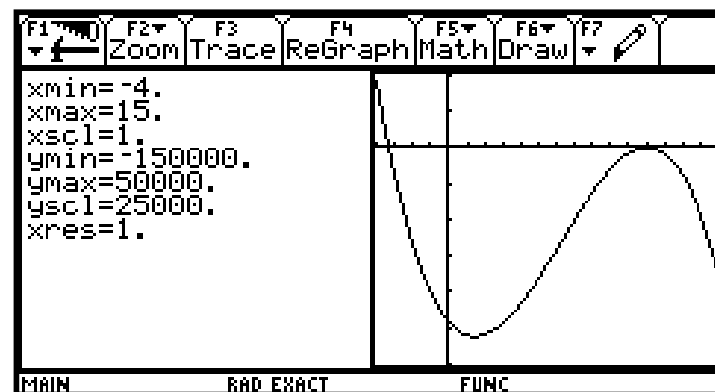 F1 F2 F3 F4 F5 F6 F7
Zoom Trace ReGraph Math Draw
xmin=-4.
xmax=15.
xscl=1.
ymin=-150000.
ymax=50000.
yscl=25000.
xres=1.
MAIN RAD EXACT FUNC